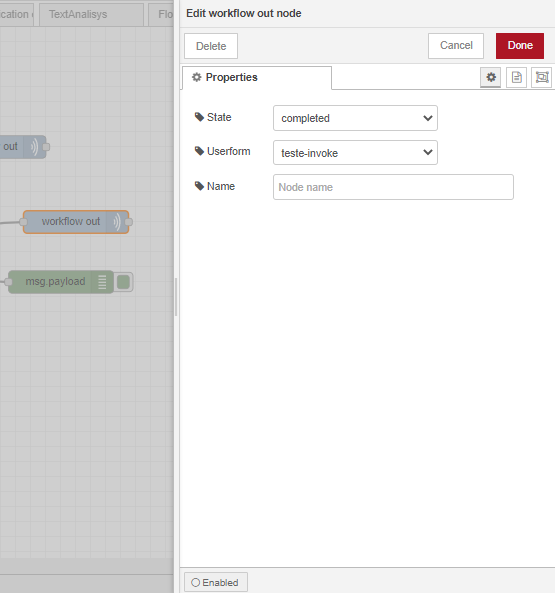 ication
TextAnalisys
Flo
out
workflow out
msg.payload
Edit workflow out node
Delete
Cancel
Done
Properties
State
completed
Userform
teste-invoke
Name
Node name
Enabled